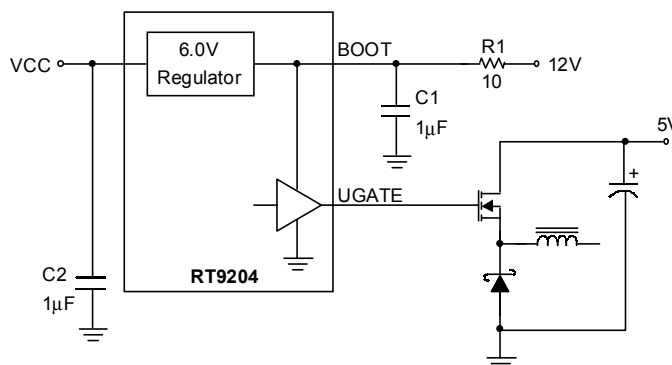 6.0V
Regulator
VCC
BOOT
R1
10
12V
C1
1μF
5V
+
UGATE
C2
1μF
RT9204